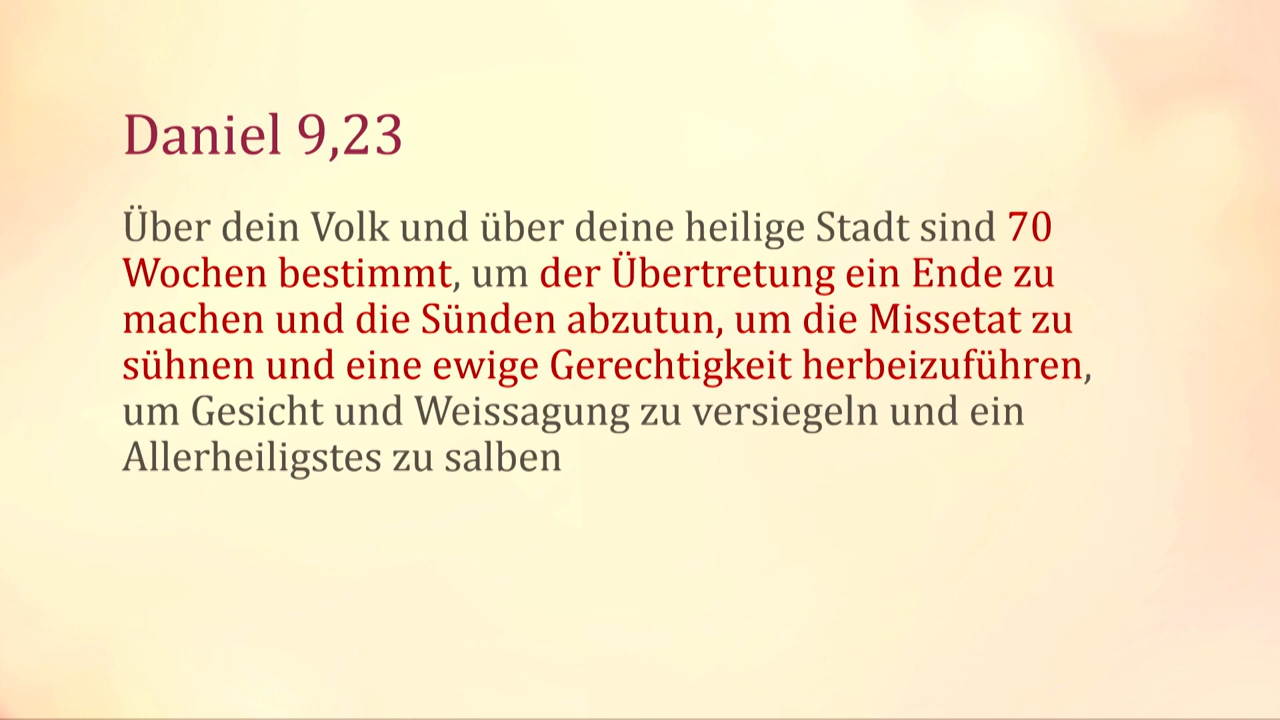 Daniel 9,23
Über dein Volk und über deine heilige Stadt sind 70
Wochen bestimmt, um der Übertretung ein Ende zu
machen und die Sünden abzutun, um die Missetat zu
sühnen und eine ewige Gerechtigkeit herbeizuführen,
um Gesicht und Weissagung zu versiegeln und ein
Allerheiligstes zu salben